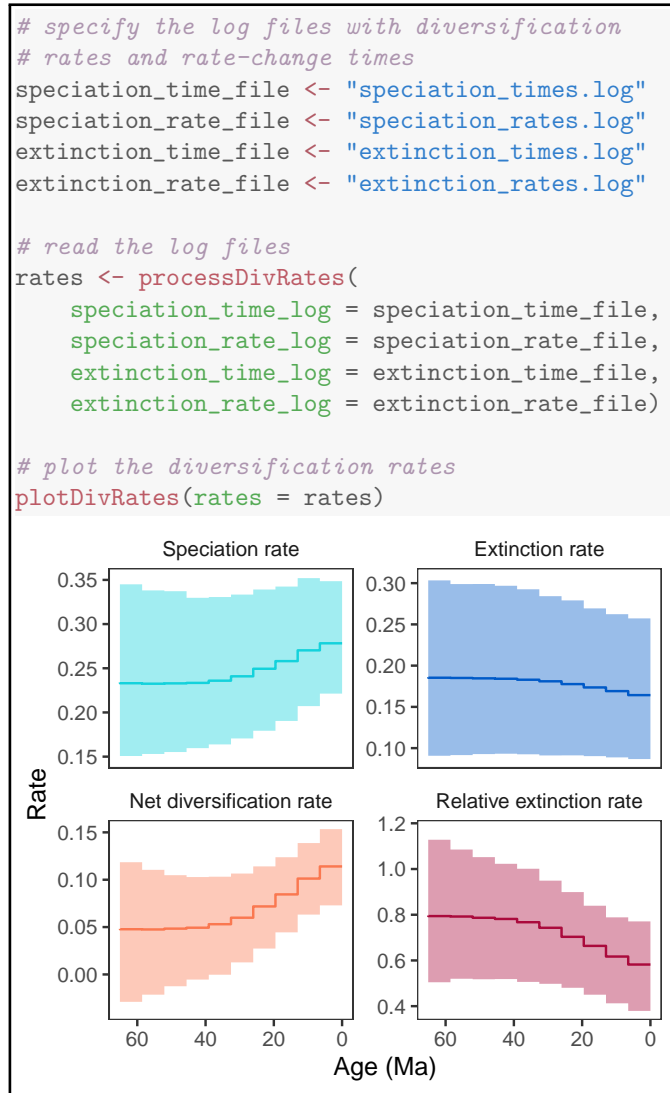 # specify the log files with diversification
# rates and rate-change times
speciation_time_file <- "speciation_times.log"
speciation_rate_file <- "speciation_rates.log"
extinction_time_file <- "extinction_times.log"
extinction_rate_file <- "extinction_rates.log"
# read the log files
rates <- processDivRates(
    speciation_time_log = speciation_time_file,
    speciation_rate_log = speciation_rate_file,
    extinction_time_log = extinction_time_file,
    extinction_rate_log = extinction_rate_file)
# plot the diversification rates
plotDivRates(rates = rates)
Speciation rate
0.35
0.30
0.25
0.20
0.15
Extinction rate
0.30
0.20
0.10
Rate
Net diversification rate
0.15
0.10
0.05
0.00
60 40 20 0
Relative extinction rate
1.2
1.0
0.8
0.6
0.4
60 40 20 0
Age (Ma)